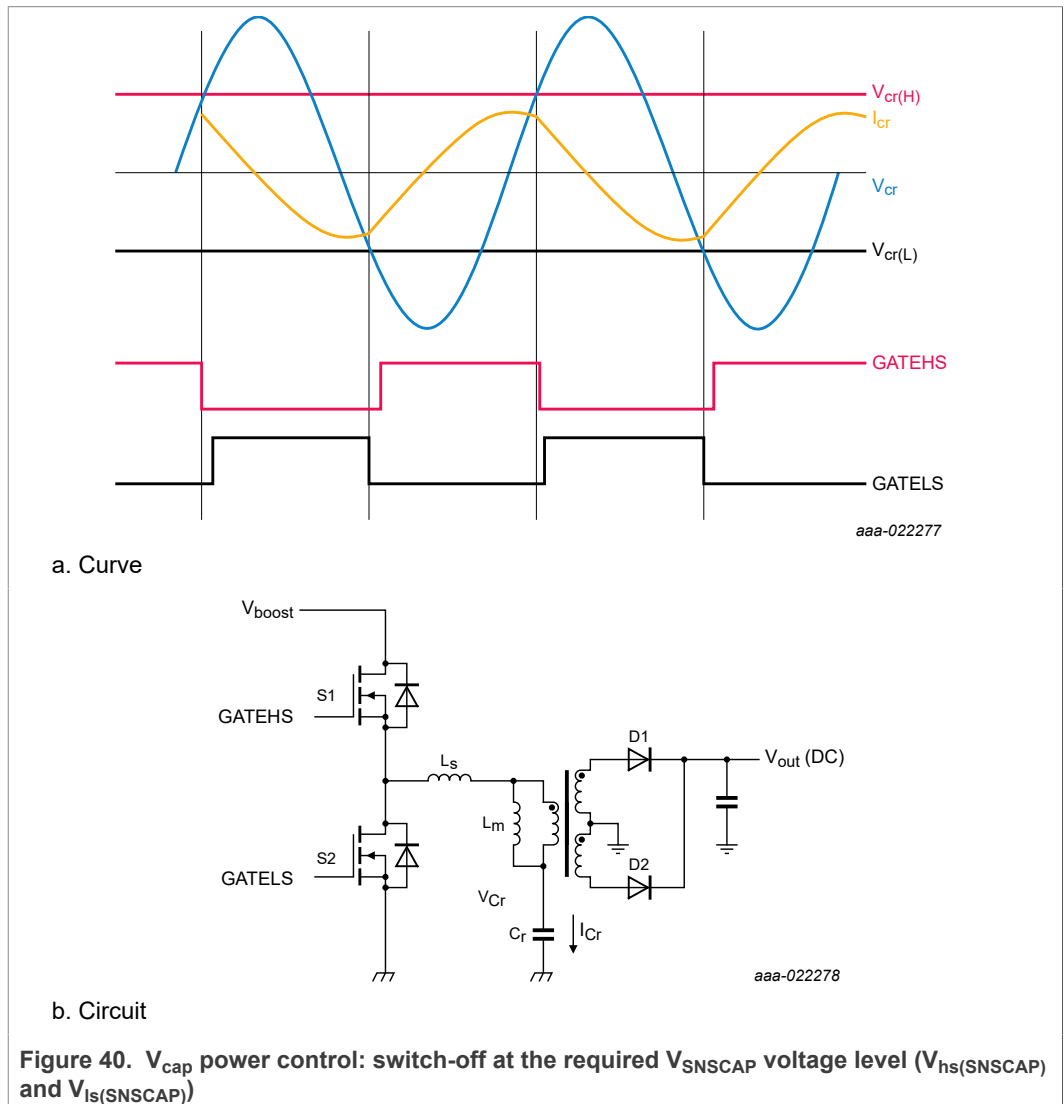 Vcr(H)
Icr
Vcr
Vcr(L)
GATEHS
GATELS
aaa-022277
a. Curve
Vboost
S1
GATEHS
D1
Vout (DC)
Ls
Lm
S2
GATELS
D2
VCr
Cr
ICr
aaa-022278
b. Circuit
Figure 40. Vcap power control: switch-off at the required VSNSCAP voltage level (Vhs(SNSCAP)
and Vls(SNSCAP))